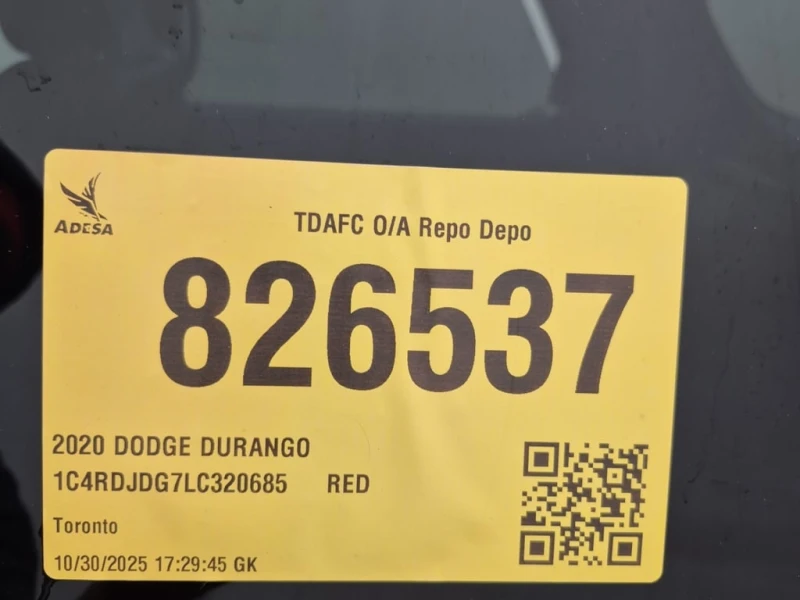 ADESA
TDAFC O/A Repo Depo
826537
2020 DODGE DURANGO
1C4RDJDG7LC320685 RED
Toronto
10/30/2025 17:29:45 GK